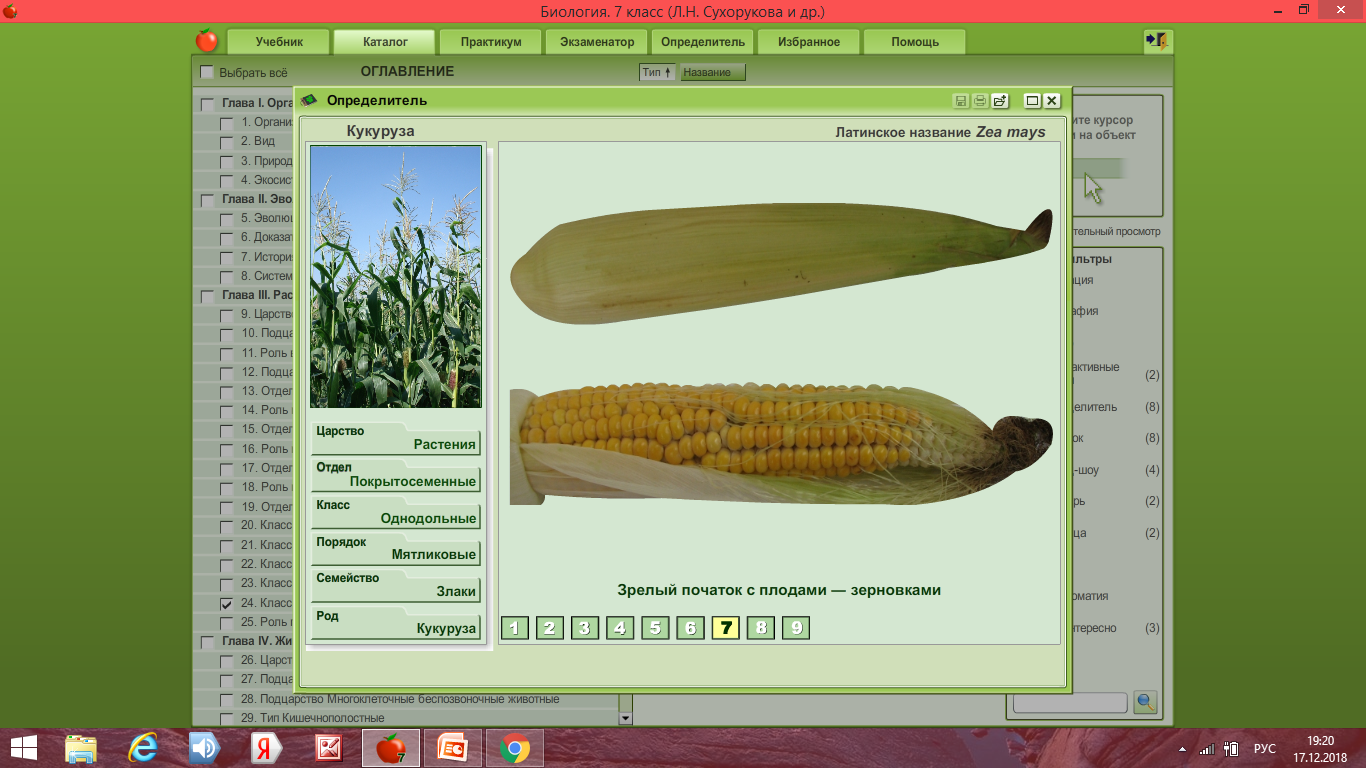 Биология. 7 класс (Л.Н. Сухорукова и др.)
Учебник
Каталог
Практикум
Экзаменатор
Определитель
Избранное
Помощь
Выбрать всё
ОГЛАВЛЕНИЕ
Тип
Название
Определитель
Кукуруза
Латинское название Zea mays
Царство
Растения
Отдел
Покрытосеменные
Класс
Однодольные
Порядок
Мятликовые
Семейство
Злаки
Род
Кукуруза
Зрелый початок с плодами — зерновки
1 2 3 4 5 6 7 8 9
Глава I.
1.
2. Вид
3.
4.
Глава II.
5.
6.
7.
8.
Глава III.
9.
10.
11. Роль
12.
13.
14. Роль
15.
16. Роль
17.
18. Роль
19.
20. Класс
21. Класс
22. Класс
23. Класс
24. Класс
25. Роль
Глава IV.
26.
27.
28. Подцарство Многоклеточные беспозвоночные животные
29. Тип Кишечнополостные
курсор
на объект
просмотр
(2)
(8)
(8)
(4)
(2)
(2)
(3)
РУС
19:20
17.12.2018